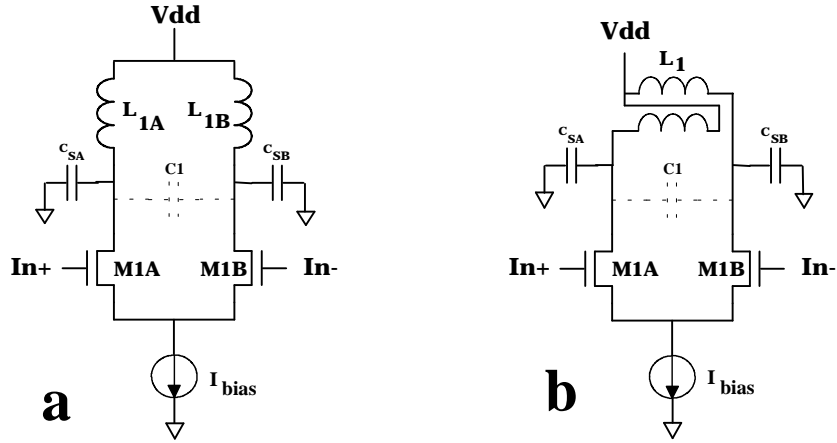 Vdd
L1A
L1B
CSA
C1
CSB
In+
M1A
M1B
In-
Ibias
a
Vdd
L1
CSA
C1
CSB
In+
M1A
M1B
In-
Ibias
b